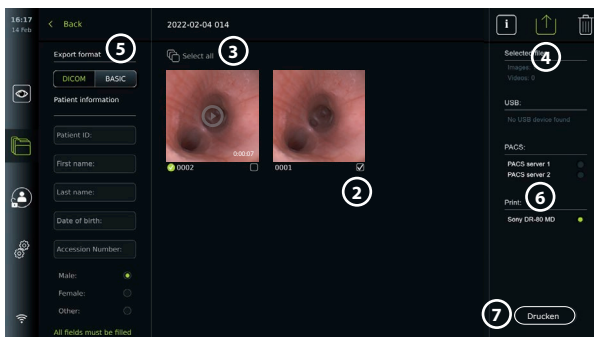 16:17
14 Feb
Back
2022-02-04 014
i
Export format
5
DICOM
BASIC
Patient information
Patient ID:
First name:
Last name:
Date of birth:
Accession Number:
Male:
Female:
Other:
All fields must be filled
Select all
3
0:00:07
0002
0001
2
Selected files:
4
Images:
Videos: 0
USB:
No USB device found
PACS:
PACS server 1
PACS server 2
Print:
6
Sony DR-80 MD
7
Drucken